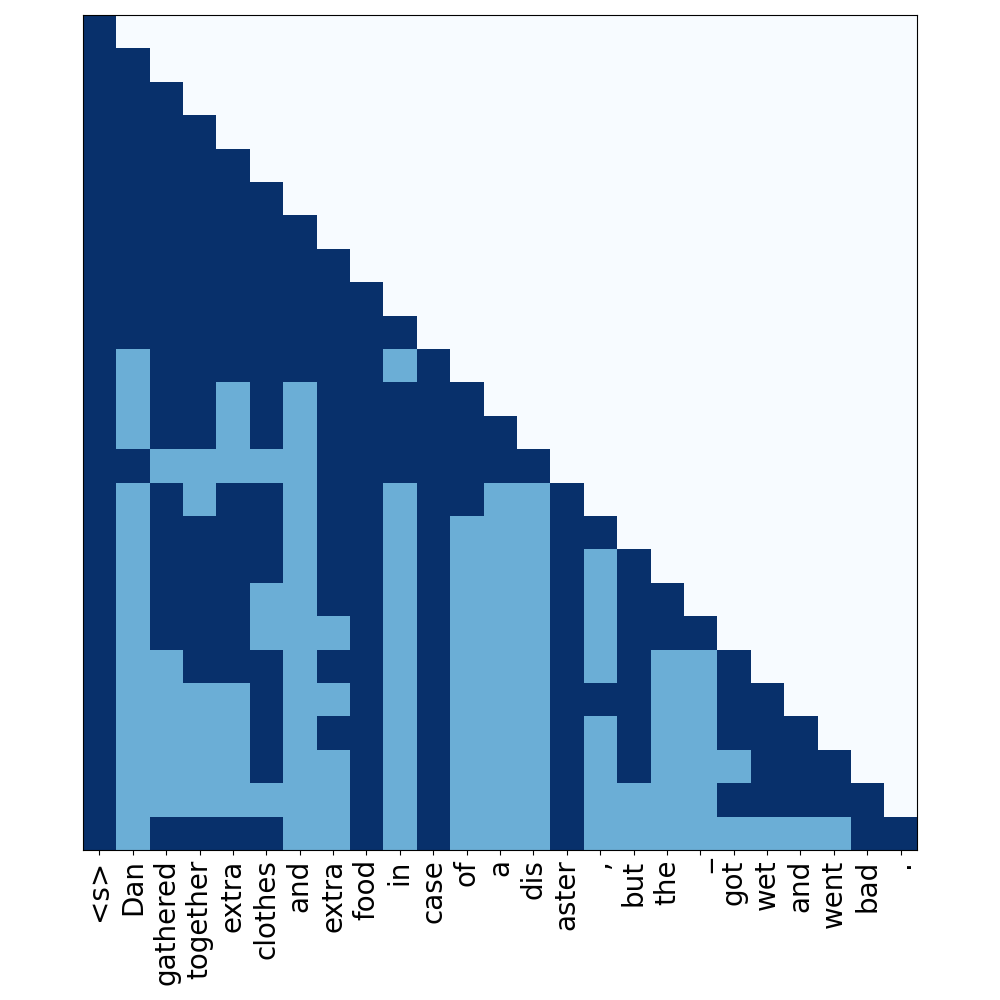 <s> Dan gathered together extra clothes and extra food in case of a dis aster , but the _ got wet and went bad .